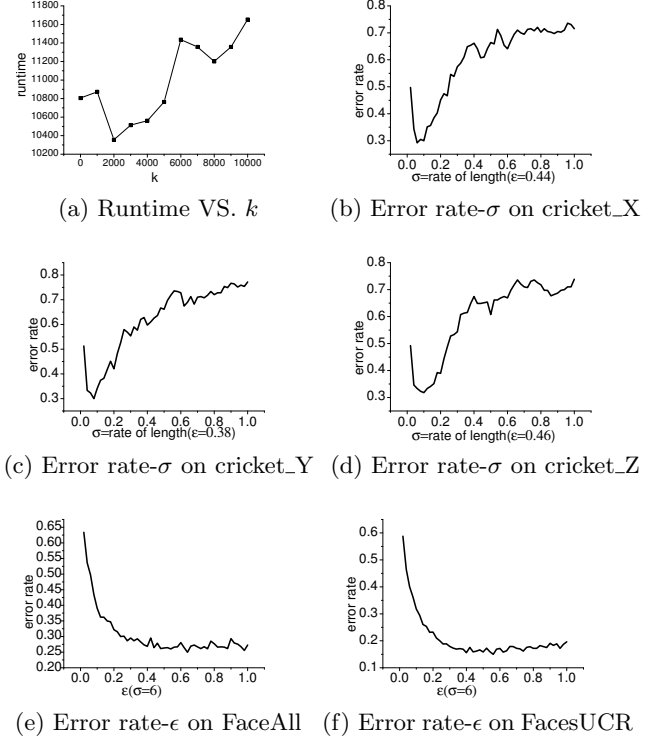 11800
11600
11400
11200
11000
10800
10600
10400
10200
runtime
0 2000 4000 6000 8000 10000
k
(a) Runtime VS. k
0.8
0.7
0.6
0.5
0.4
0.3
error rate
0.0 0.2 0.4 0.6 0.8 1.0
σ=rate of length(ε=0.44)
(b) Error rate-σ on cricket_X
0.8
0.7
0.6
0.5
0.4
0.3
error rate
0.0 0.2 0.4 0.6 0.8 1.0
σ=rate of length(ε=0.38)
(c) Error rate-σ on cricket_Y
0.8
0.7
0.6
0.5
0.4
0.3
error rate
0.0 0.2 0.4 0.6 0.8 1.0
σ=rate of length(ε=0.46)
(d) Error rate-σ on cricket_Z
0.65
0.60
0.55
0.50
0.45
0.40
0.35
0.30
0.25
0.20
error rate
0.0 0.2 0.4 0.6 0.8 1.0
ε(σ=6)
(e) Error rate-ϵ on FaceAll
0.6
0.5
0.4
0.3
0.2
0.1
error rate
0.0 0.2 0.4 0.6 0.8 1.0
ε(σ=6)
(f) Error rate-ϵ on FacesUCR